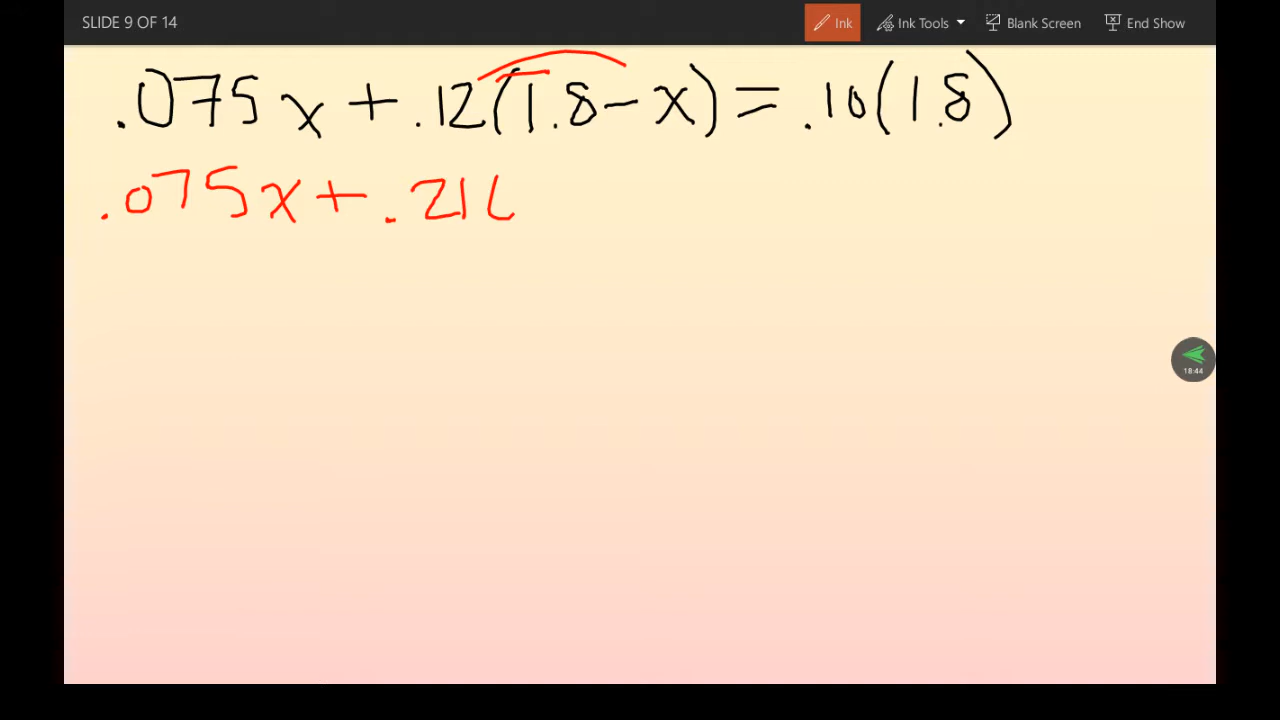 SLIDE 9 OF 14
Ink
Ink Tools
Blank Screen
End Show
.075x + .12(1.8 - x) = .10(1.8)
.075x + .21
18:44